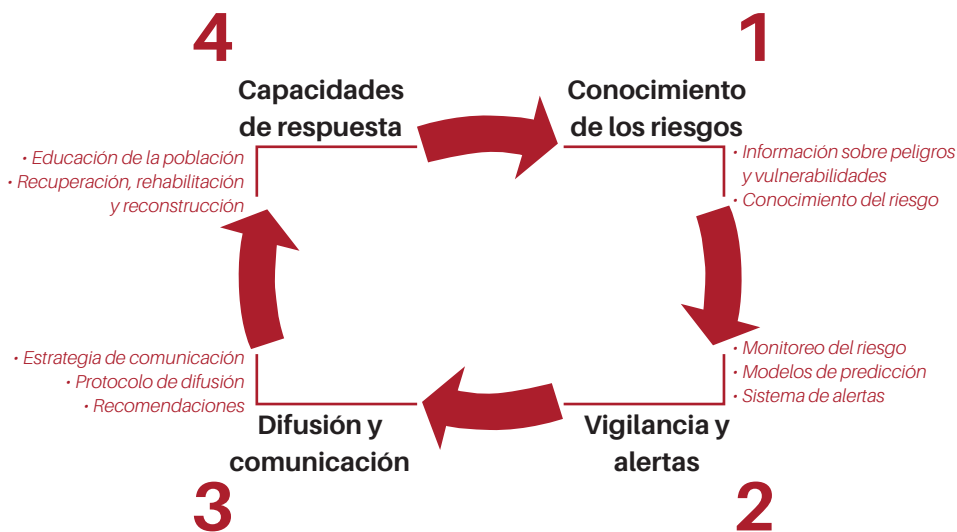 4
Capacidades
de respuesta
• Educación de la población
• Recuperación, rehabilitación
y reconstrucción
1
Conocimiento
de los riesgos
• Información sobre peligros
y vulnerabilidades
• Conocimiento del riesgo
• Estrategia de comunicación
• Protocolo de difusión
• Recomendaciones
Difusión y
comunicación
3
• Monitoreo del riesgo
• Modelos de predicción
• Sistema de alertas
Vigilancia y
alertas
2